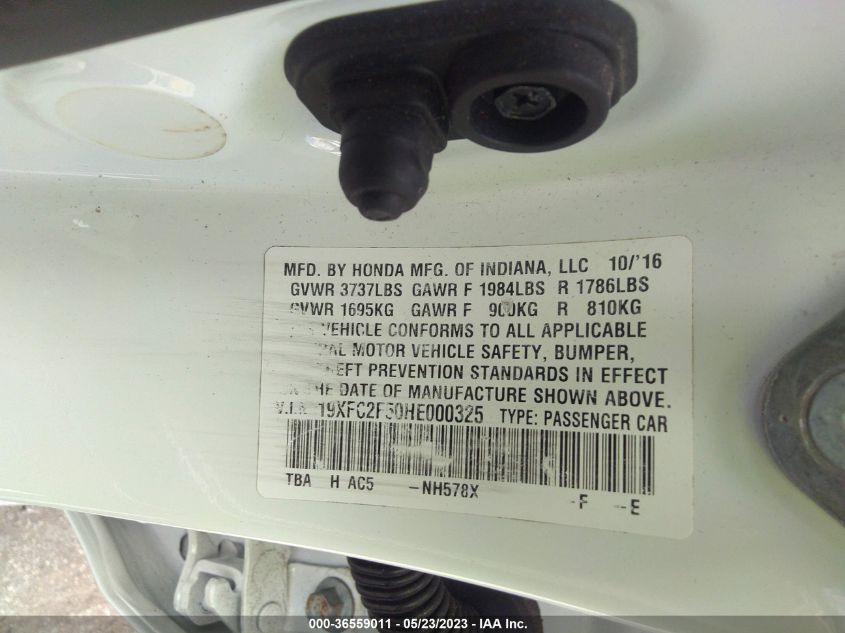 MFD. BY HONDA MFG. OF INDIANA, LLC 10/'16
GVWR 3737LBS GAWR F 1984LBS R 1786LBS
GVWR 1695KG GAWR F 900KG R 810KG
VEHICLE CONFORMS TO ALL APPLICABLE
MOTOR VEHICLE SAFETY, BUMPER,
PREVENTION STANDARDS IN EFFECT
THE DATE OF MANUFACTURE SHOWN ABOVE.
19XFC2F50HE000325 TYPE: PASSENGER CAR
TBA H AC5 -NH578X -F -E
000-36559011 - 05/23/2023 - IAA Inc.